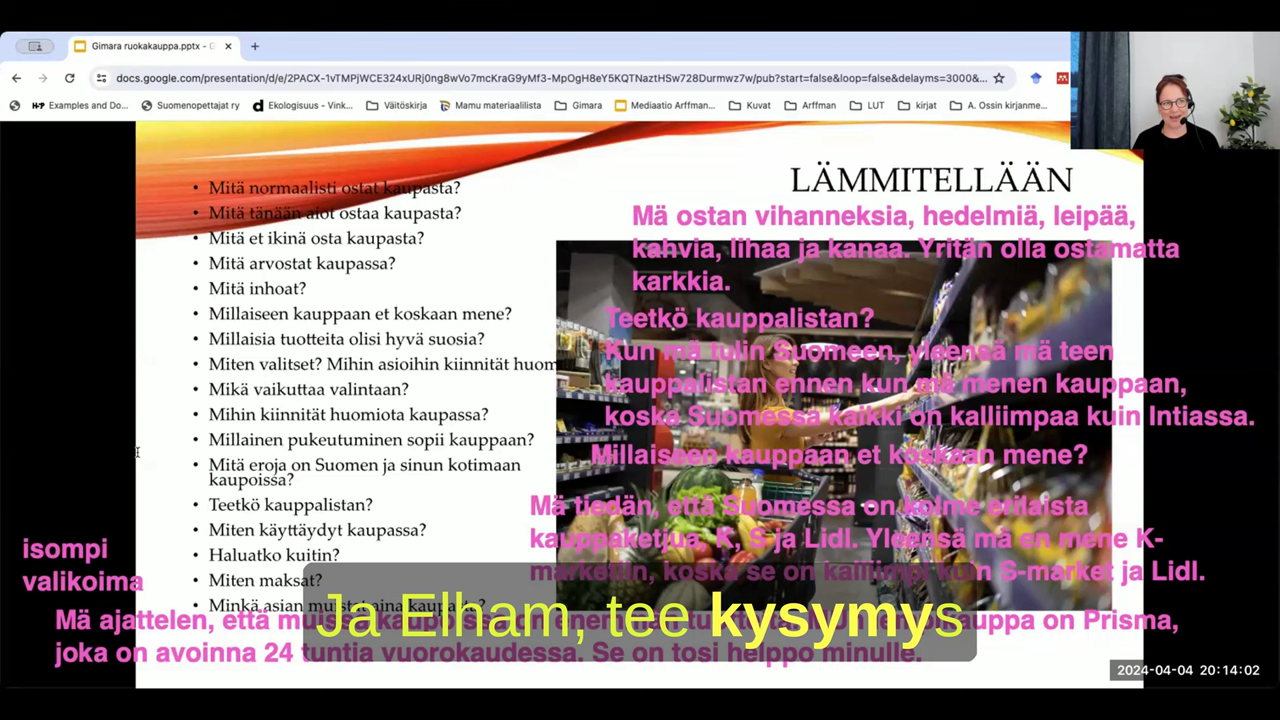 Gimara ruokakauppa.pptx - G
docs.google.com/presentation/d/e/2PACX-1vTMPjWCE324xURj0ng8wVo7mcKraG9yMf3-MpOgH8eY5KQTNaztHSw728Durmwz7w/pub?start=false&loop=false&delayms=3000&...
Examples and Do...
Suomenopettajat ry
Ekologisuus - Vink...
Väitöskirja
Mamu materiaalilista
Gimara
Mediaatio Arffman...
Kuvat
Arffman
LUT
kirjat
A. Ossin kirjanme...
LÄMMITELLÄÄN
• Mitä normaalisti ostat kaupasta?
• Mitä tänään aiot ostaa kaupasta?
• Mitä et ikinä osta kaupasta?
• Mitä arvostat kaupassa?
• Mitä inhoat?
• Millaiseen kauppaan et koskaan mene?
• Millaisia tuotteita olisi hyvä suosia?
• Miten valitset? Mihin asioihin kiinnität huom
• Mikä vaikuttaa valintaan?
• Mihin kiinnität huomiota kaupassa?
• Millainen pukeutuminen sopii kauppaan?
• Mitä eroja on Suomen ja sinun kotimaan
kaupoissa?
• Teetkö kauppalistan?
• Miten käyttäydyt kaupassa?
• Haluatko kuitin?
• Miten maksat?
• Minkä asian
Mä ostan vihanneksia, hedelmiä, leipää,
kahvia, lihaa ja kanaa. Yritän olla ostamatta
karkkia.
Teetkö kauppalistan?
Kun mä tulin Suomeen, yleensä mä teen
kauppalistan ennen kun mä menen kauppaan,
koska Suomessa kaikki on kalliimpaa kuin Intiassa.
Millaiseen kauppaan et koskaan mene?
Mä tiedän, että Suomessa on kolme erilaista
kauppaketjua, K, S ja Lidl. Yleensä mä en mene K-
markettiin, koska se on kalliimpi kuin S-market ja Lidl.
isompi
valikoima
Mä ajattelen, että
kauppa on Prisma,
joka on avoinna 24 tuntia vuorokaudessa. Se on tosi helppo minulle.
Ja Elham, tee kysymys
2024-04-04 20:14:02